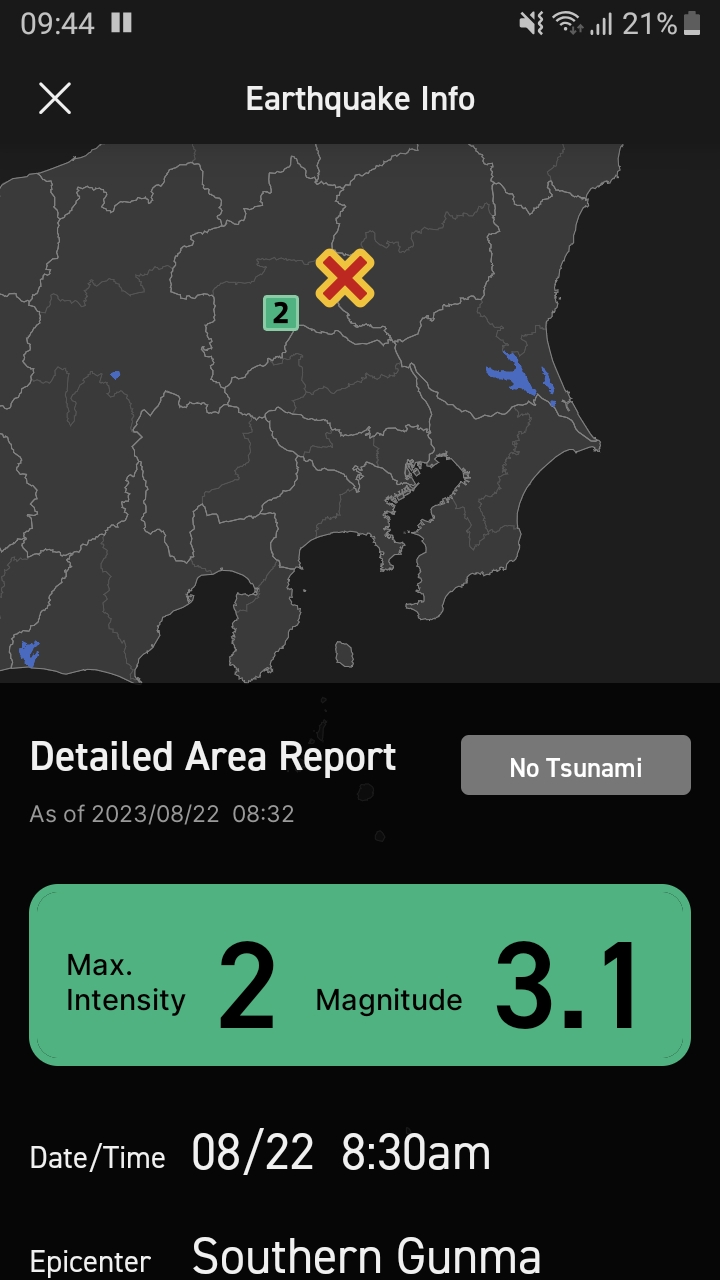 09:44 21%
Earthquake Info
2
Detailed Area Report
No Tsunami
As of 2023/08/22 08:32
Max.
Intensity 2 Magnitude 3.1
Date/Time 08/22 8:30am
Epicenter Southern Gunma